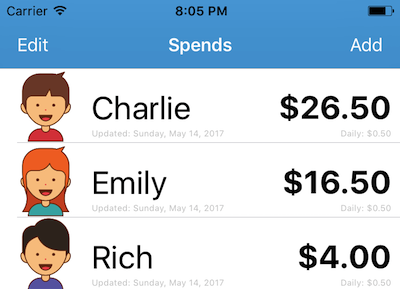 Carrier 8:05 PM
Edit Spends Add
Charlie $26.50
Updated: Sunday, May 14, 2017 Daily: $0.50
Emily $16.50
Updated: Sunday, May 14, 2017 Daily: $0.50
Rich $4.00
Updated: Sunday, May 14, 2017 Daily: $0.50